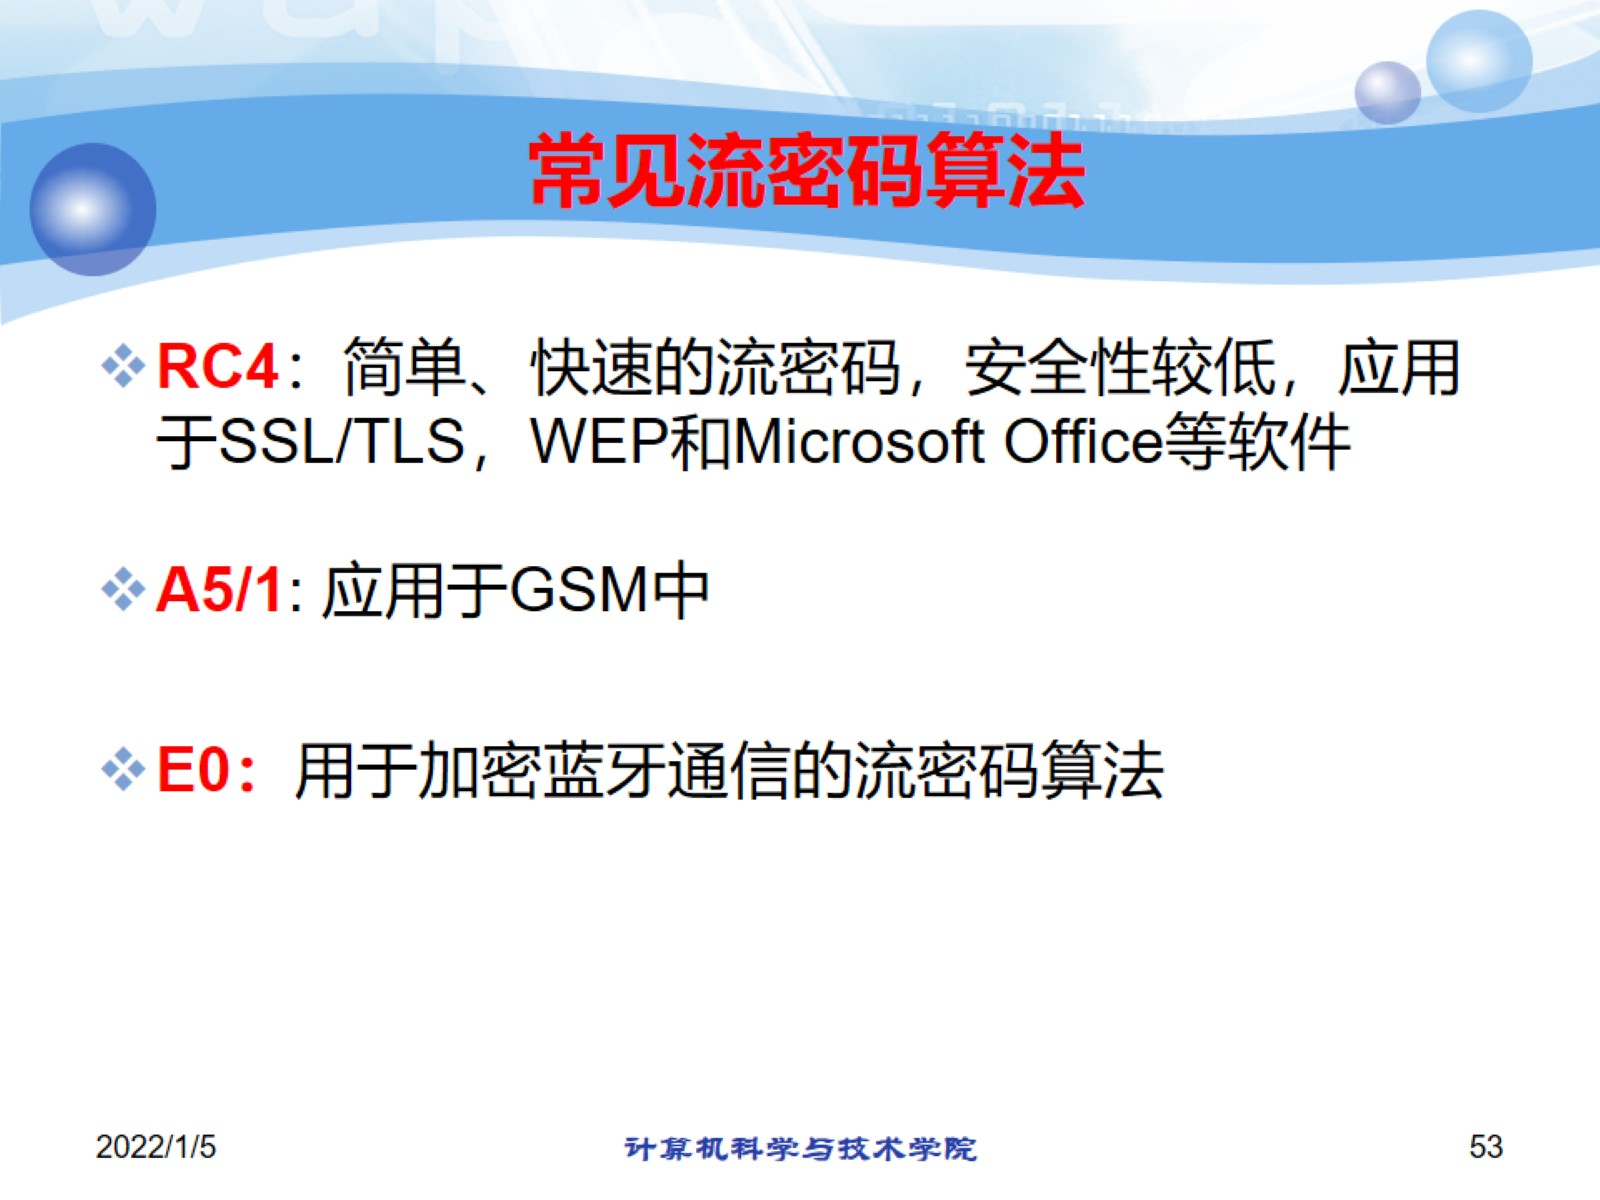 常见流密码算法
RC4：简单、快速的流密码，安全性较低，应用
于SSL/TLS，WEP和Microsoft Office等软件
A5/1: 应用于GSM中
E0：用于加密蓝牙通信的流密码算法
2022/1/5
计算机科学与技术学院
53